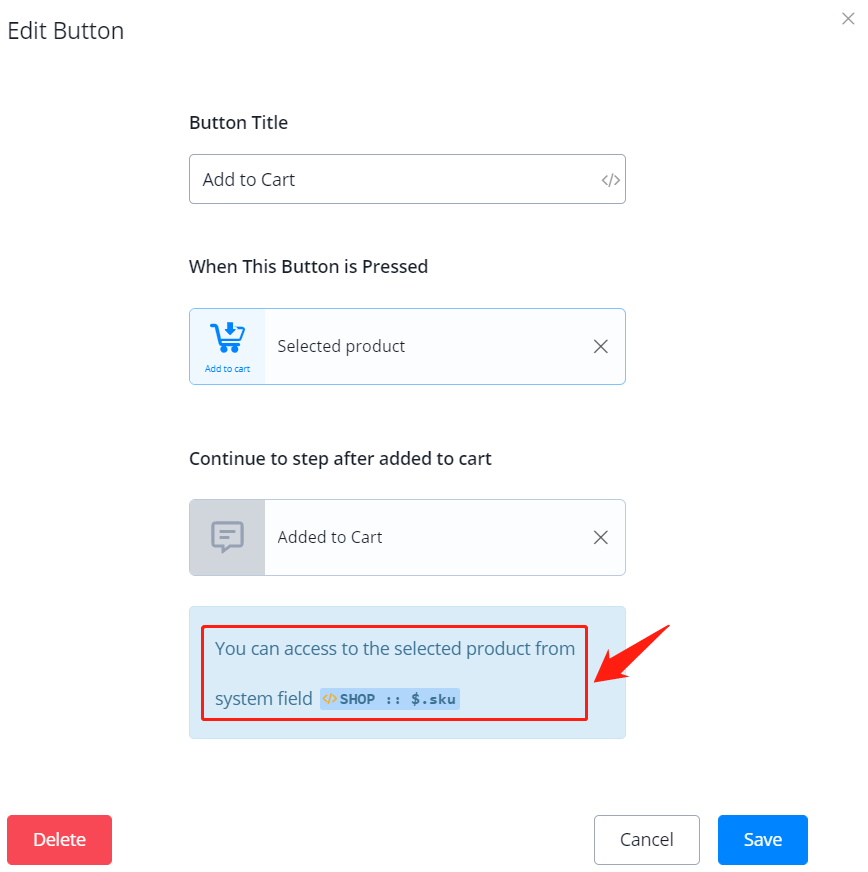 Edit Button
Button Title
Add to Cart </>
When This Button is Pressed
Add to cart
Selected product
Continue to step after added to cart
Added to Cart
You can access to the selected product from
system field </> SHOP :: $.sku
Delete
Cancel
Save